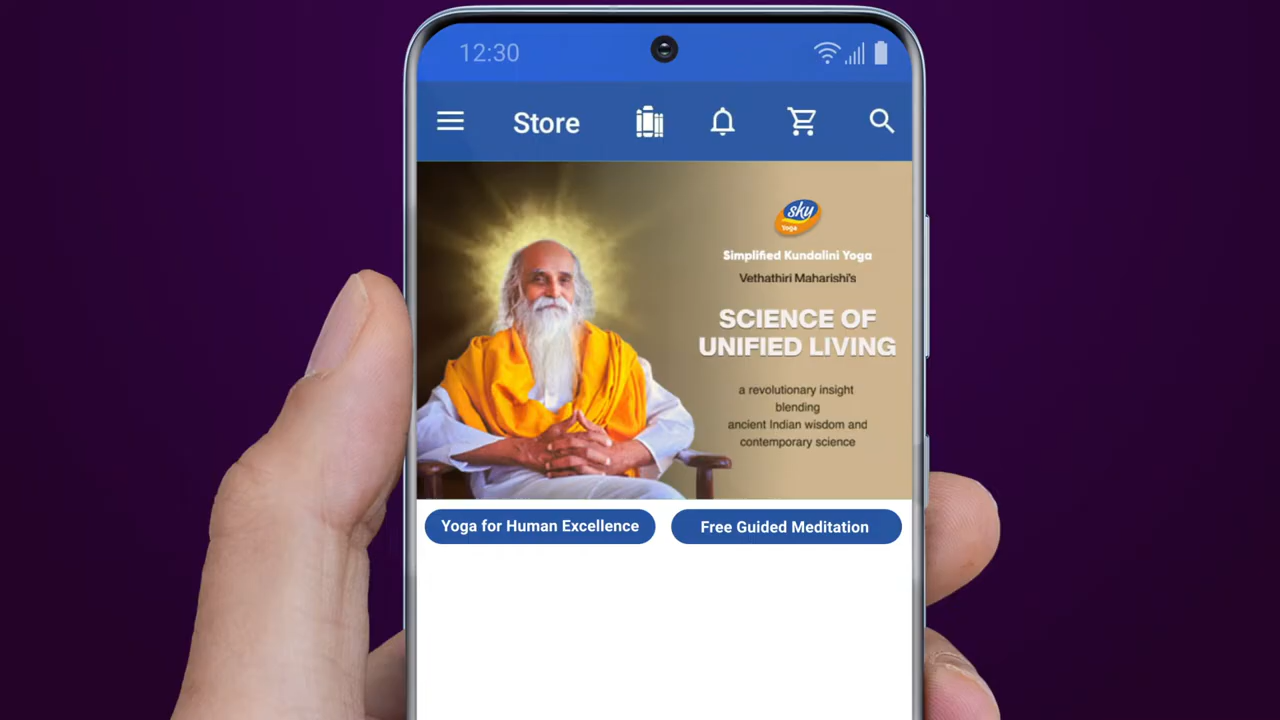 12:30
Store
sky
Yoga
Simplified Kundalini Yoga
Vethathiri Maharishi's
SCIENCE OF
UNIFIED LIVING
a revolutionary insight
blending
ancient Indian wisdom and
contemporary science
Yoga for Human Excellence
Free Guided Meditation